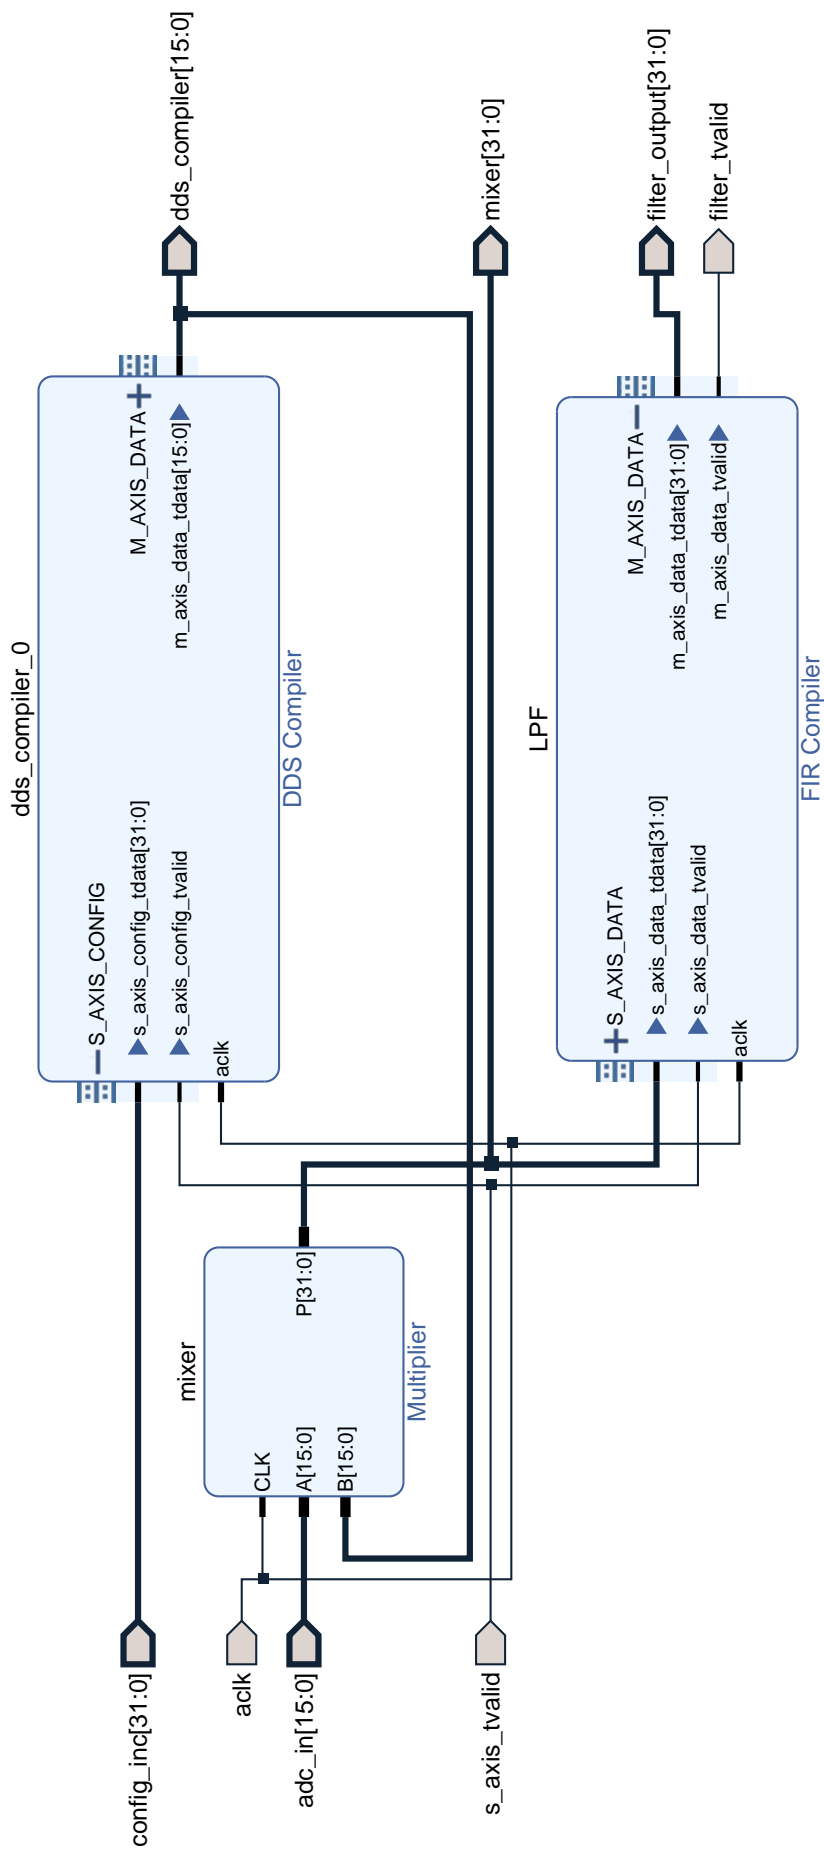 config_inc[31:0]
aclk
adc_in[15:0]
s_axis_tvalid
mixer
CLK
A[15:0]
B[15:0]
P[31:0]
Multiplier
dds_compiler_0
S_AXIS_CONFIG
s_axis_config_tdata[31:0]
s_axis_config_tvalid
aclk
M_AXIS_DATA
m_axis_data_tdata[15:0]
DDS Compiler
LPF
S_AXIS_DATA
s_axis_data_tdata[31:0]
s_axis_data_tvalid
aclk
M_AXIS_DATA
m_axis_data_tdata[31:0]
m_axis_data_tvalid
FIR Compiler
dds_compiler[15:0]
mixer[31:0]
filter_output[31:0]
filter_tvalid